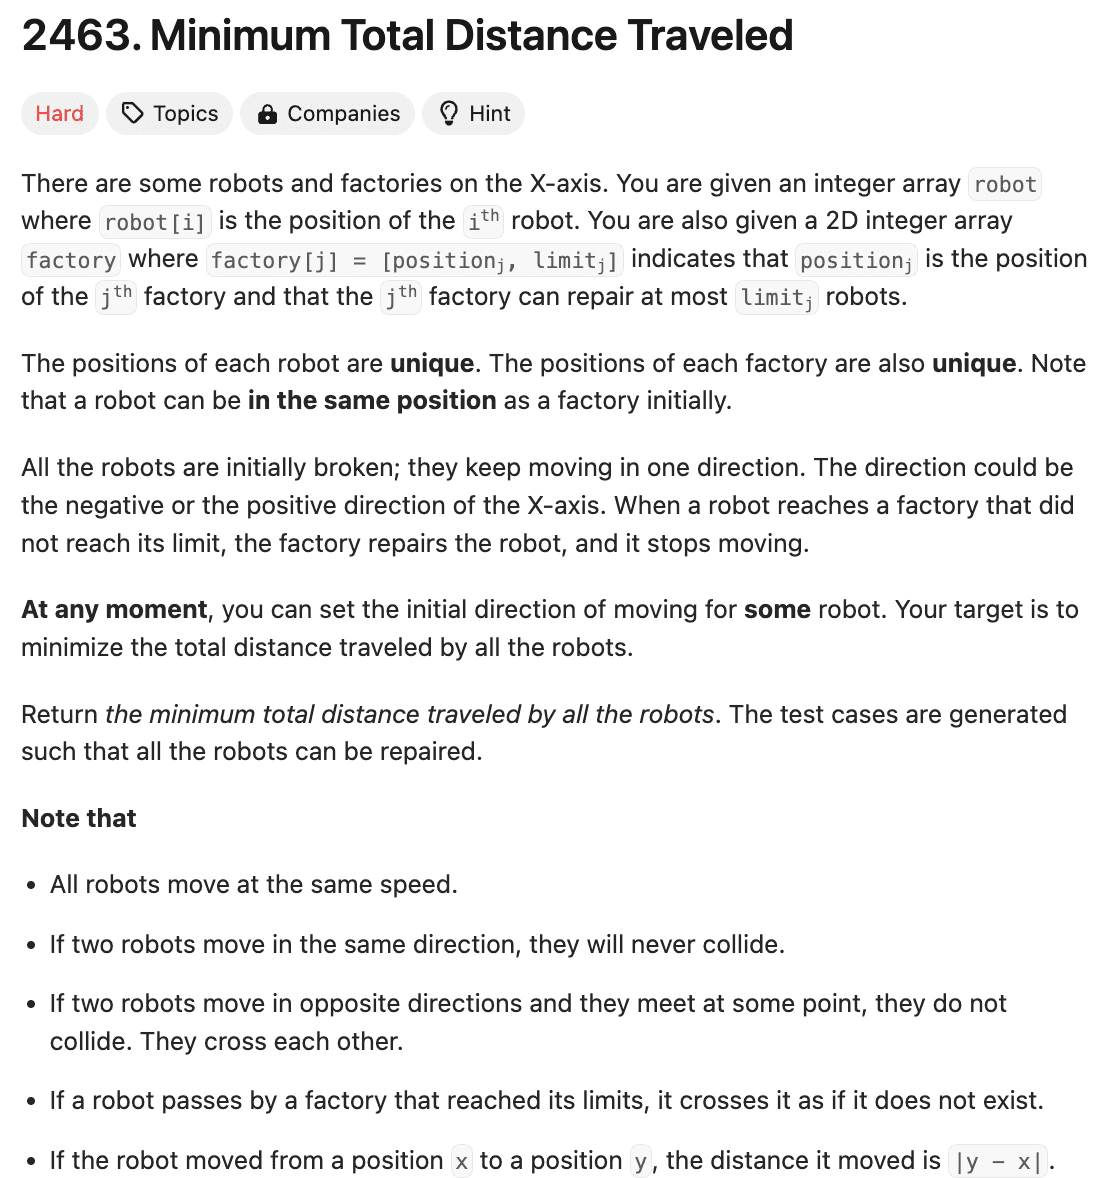 2463. Minimum Total Distance Traveled
Hard Topics Companies Hint
There are some robots and factories on the X-axis. You are given an integer array robot
where robot[i] is the position of the iᵗʰ robot. You are also given a 2D integer array
factory where factory[j] = [positionⱼ, limitⱼ] indicates that positionⱼ is the position
of the jᵗʰ factory and that the jᵗʰ factory can repair at most limitⱼ robots.
The positions of each robot are unique. The positions of each factory are also unique. Note
that a robot can be in the same position as a factory initially.
All the robots are initially broken; they keep moving in one direction. The direction could be
the negative or the positive direction of the X-axis. When a robot reaches a factory that did
not reach its limit, the factory repairs the robot, and it stops moving.
At any moment, you can set the initial direction of moving for some robot. Your target is to
minimize the total distance traveled by all the robots.
Return the minimum total distance traveled by all the robots. The test cases are generated
such that all the robots can be repaired.
Note that
• All robots move at the same speed.
• If two robots move in the same direction, they will never collide.
• If two robots move in opposite directions and they meet at some point, they do not
collide. They cross each other.
• If a robot passes by a factory that reached its limits, it crosses it as if it does not exist.
• If the robot moved from a position x to a position y, the distance it moved is |y − x|.